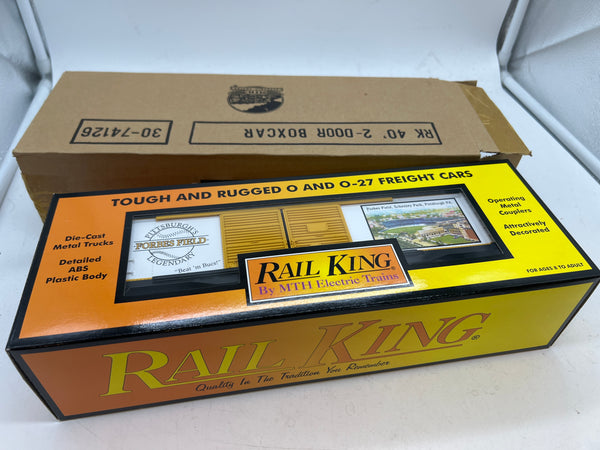 30-74126
RK 40' 2-DOOR BOXCAR
TOUGH AND RUGGED O AND O-27 FREIGHT CARS
Die-Cast
Metal Trucks
Detailed
ABS
Plastic Body
PITTSBURGH'S
FORBES FIELD
LEGENDARY
"Beat 'em Bucs!"
Forbes Field, Schenley Park, Pittsburgh, PA.
Operating
Metal
Couplers
Attractively
Decorated
RAIL KING
By MTH Electric Trains
FOR AGES 8 TO ADULT
RAIL KING®
Quality In The Tradition You Remember